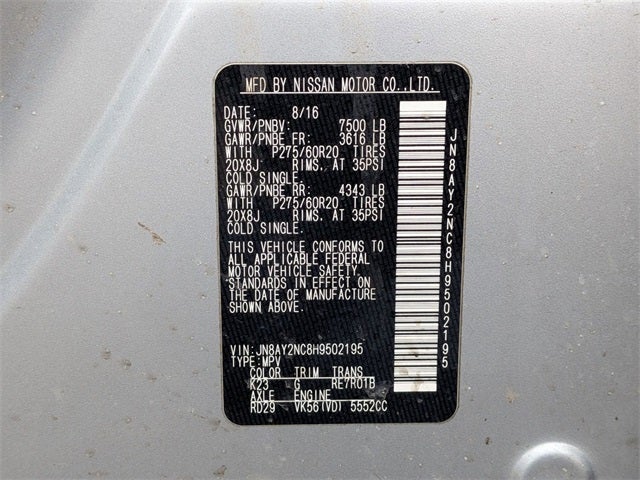 MFD BY NISSAN MOTOR CO.,LTD.
DATE: 8/16
GVWR/PNBV: 7500 LB
GAWR/PNBE FR: 3616 LB
WITH P275/60R20 TIRES
20X8J RIMS, AT 35PSI
COLD SINGLE.
GAWR/PNBE RR: 4343 LB
WITH P275/60R20 TIRES
20X8J RIMS, AT 35PSI
COLD SINGLE.
THIS VEHICLE CONFORMS TO
ALL APPLICABLE FEDERAL
MOTOR VEHICLE SAFETY
STANDARDS IN EFFECT ON
THE DATE OF MANUFACTURE
SHOWN ABOVE.
VIN: JN8AY2NC8H9502195
TYPE: MPV
COLOR TRIM TRANS
K23 G RE7R01B
AXLE ENGINE
RD29 VK56(VD) 5552CC
JN8AY2NC8H9502195